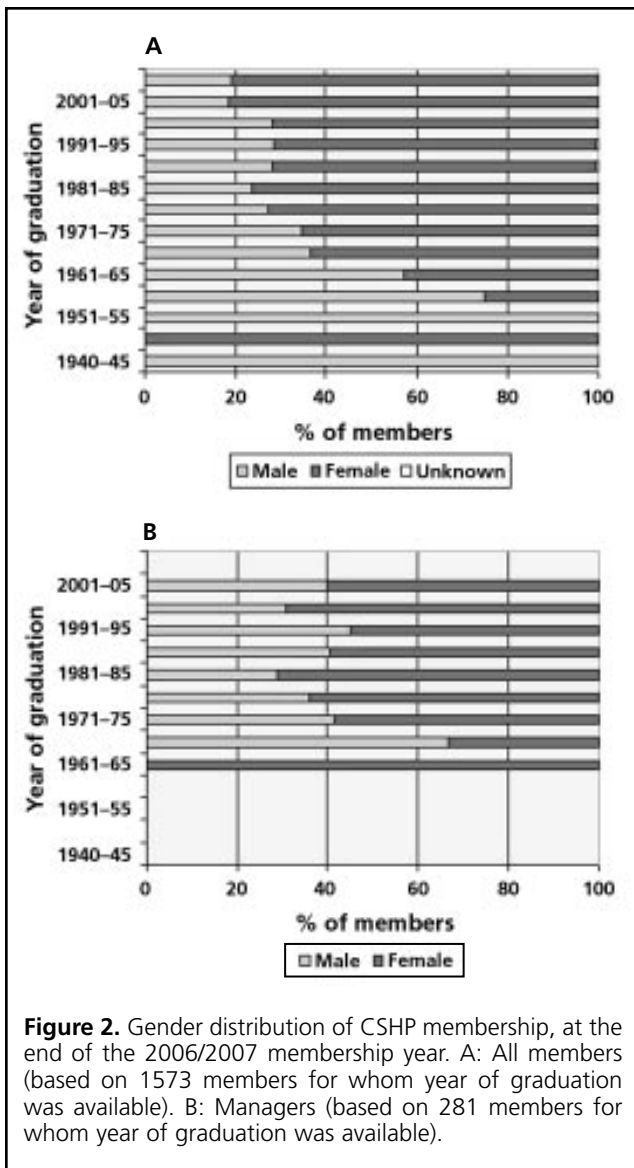 A
2001–05
1991–95
1981–85
1971–75
1961–65
1951–55
1940–45
Year of graduation
0 20 40 60 80 100
% of members
Male Female Unknown
B
2001–05
1991–95
1981–85
1971–75
1961–65
1951–55
1940–45
Year of graduation
0 20 40 60 80 100
% of members
Male Female
Figure 2. Gender distribution of CSHP membership, at the
end of the 2006/2007 membership year. A: All members
(based on 1573 members for whom year of graduation
was available). B: Managers (based on 281 members for
whom year of graduation was available).